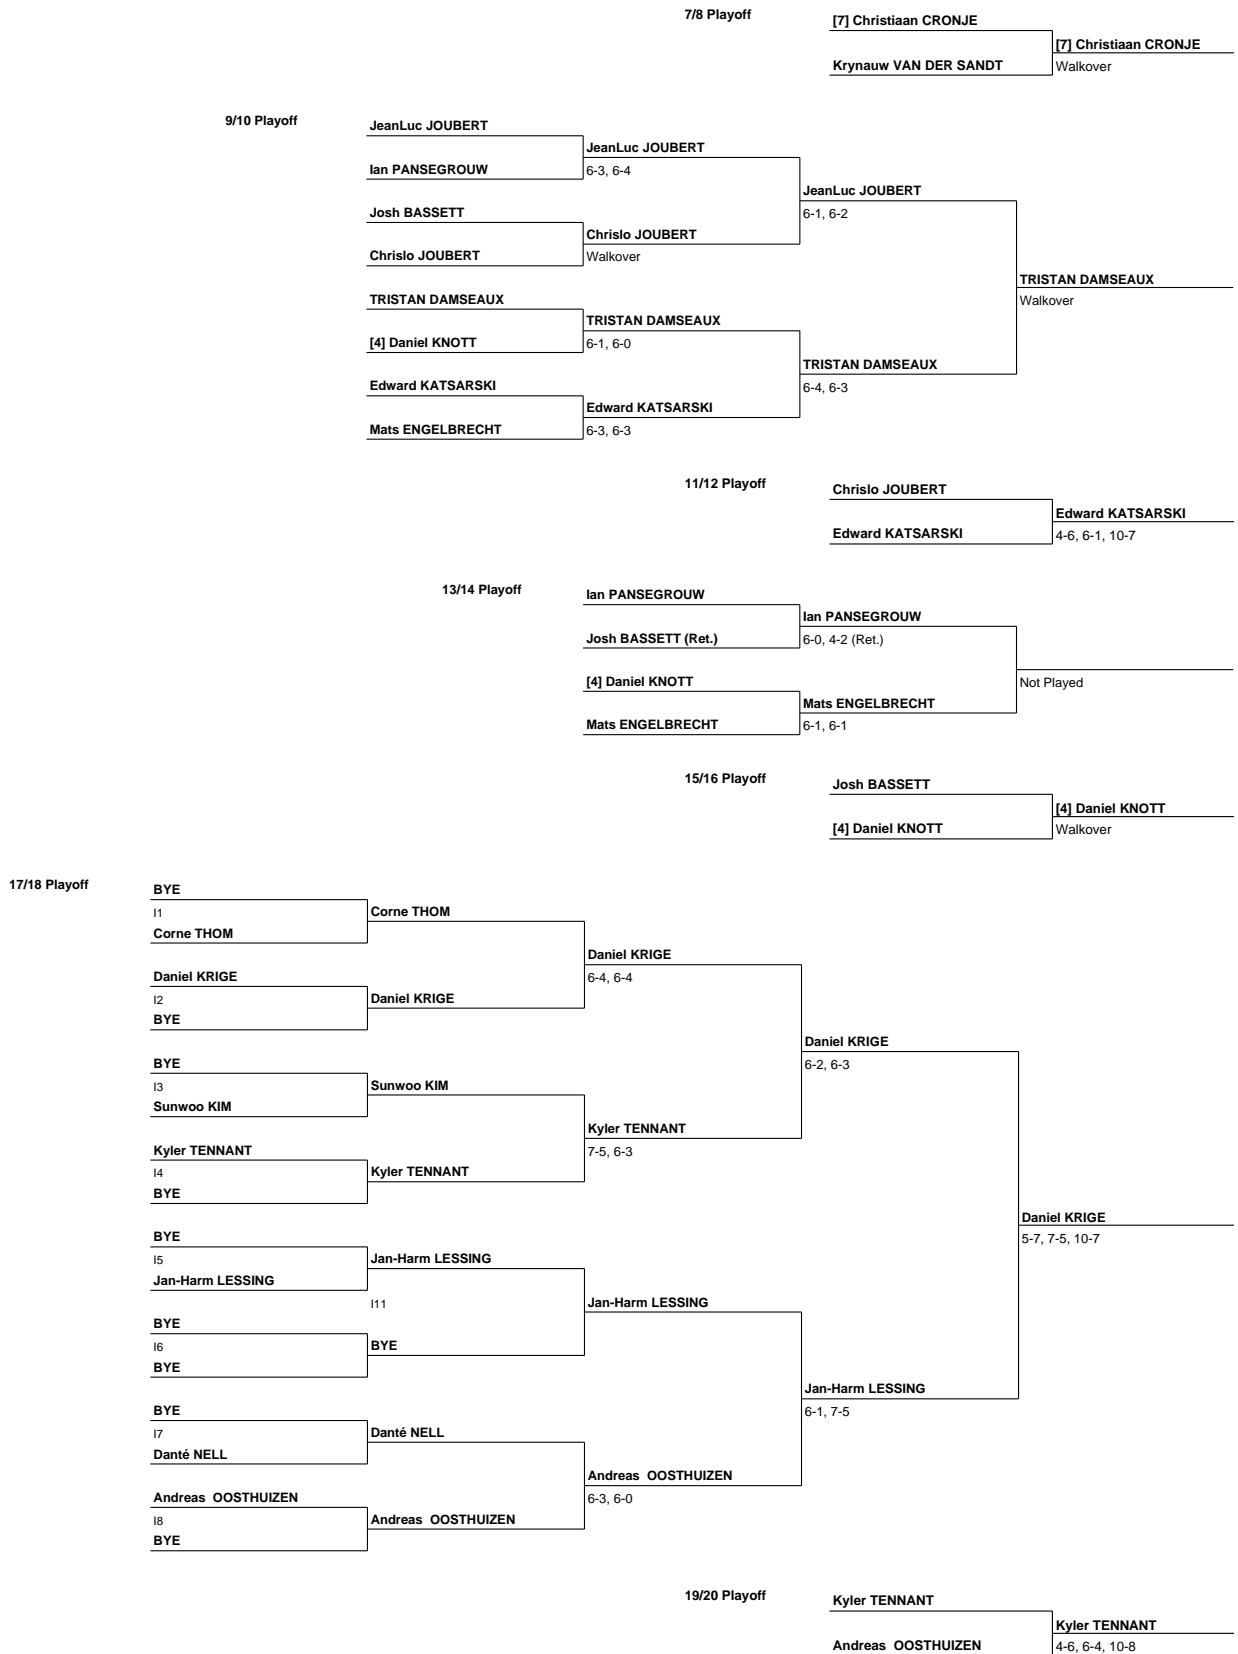 7/8 Playoff
[7] Christiaan CRONJE
[7] Christiaan CRONJE
Krynauw VAN DER SANDT
Walkover
9/10 Playoff
JeanLuc JOUBERT
JeanLuc JOUBERT
Ian PANSEGROUW
6-3, 6-4
JeanLuc JOUBERT
Josh BASSETT
6-1, 6-2
Chrislo JOUBERT
Chrislo JOUBERT
Walkover
TRISTAN DAMSEAUX
TRISTAN DAMSEAUX
Walkover
TRISTAN DAMSEAUX
[4] Daniel KNOTT
6-1, 6-0
TRISTAN DAMSEAUX
Edward KATSARSKI
6-4, 6-3
Edward KATSARSKI
Mats ENGELBRECHT
6-3, 6-3
11/12 Playoff
Chrislo JOUBERT
Edward KATSARSKI
Edward KATSARSKI
4-6, 6-1, 10-7
13/14 Playoff
Ian PANSEGROUW
Ian PANSEGROUW
Josh BASSETT (Ret.)
6-0, 4-2 (Ret.)
[4] Daniel KNOTT
Not Played
Mats ENGELBRECHT
Mats ENGELBRECHT
6-1, 6-1
15/16 Playoff
Josh BASSETT
[4] Daniel KNOTT
[4] Daniel KNOTT
Walkover
17/18 Playoff
BYE
I1
Corne THOM
Corne THOM
Daniel KRIGE
Daniel KRIGE
6-4, 6-4
I2
Daniel KRIGE
BYE
Daniel KRIGE
BYE
6-2, 6-3
I3
Sunwoo KIM
Sunwoo KIM
Kyler TENNANT
Kyler TENNANT
7-5, 6-3
I4
Kyler TENNANT
BYE
Daniel KRIGE
BYE
5-7, 7-5, 10-7
I5
Jan-Harm LESSING
Jan-Harm LESSING
I11
Jan-Harm LESSING
BYE
I6
BYE
BYE
Jan-Harm LESSING
BYE
6-1, 7-5
I7
Danté NELL
Danté NELL
Andreas OOSTHUIZEN
Andreas OOSTHUIZEN
6-3, 6-0
I8
Andreas OOSTHUIZEN
BYE
19/20 Playoff
Kyler TENNANT
Kyler TENNANT
Andreas OOSTHUIZEN
4-6, 6-4, 10-8